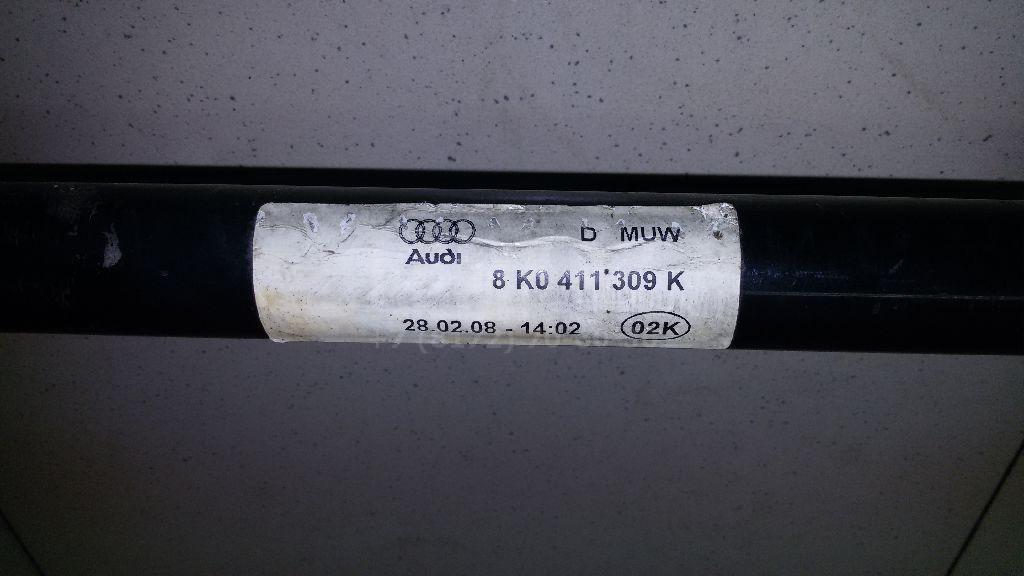 D MUW
Audi
8 K0 411 309 K
28.02.08 - 14:02 02K